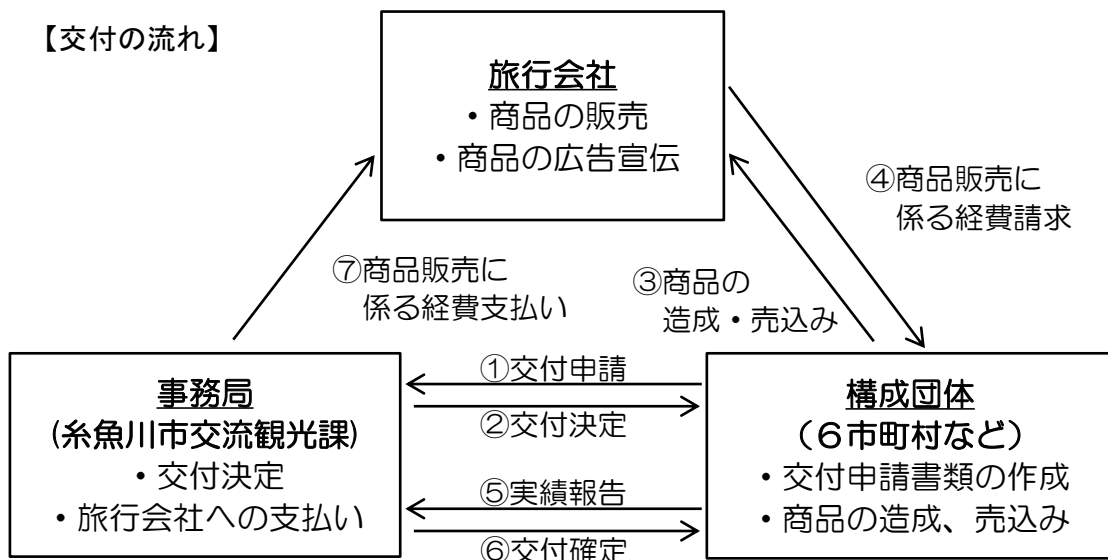 【交付の流れ】
旅行会社
・商品の販売
・商品の広告宣伝
④商品販売に
係る経費請求
⑦商品販売に
係る経費支払い
③商品の
造成・売込み
①交付申請
②交付決定
⑤実績報告
⑥交付確定
事務局
(糸魚川市交流観光課)
・交付決定
・旅行会社への支払い
構成団体
(6市町村など)
・交付申請書類の作成
・商品の造成、売込み